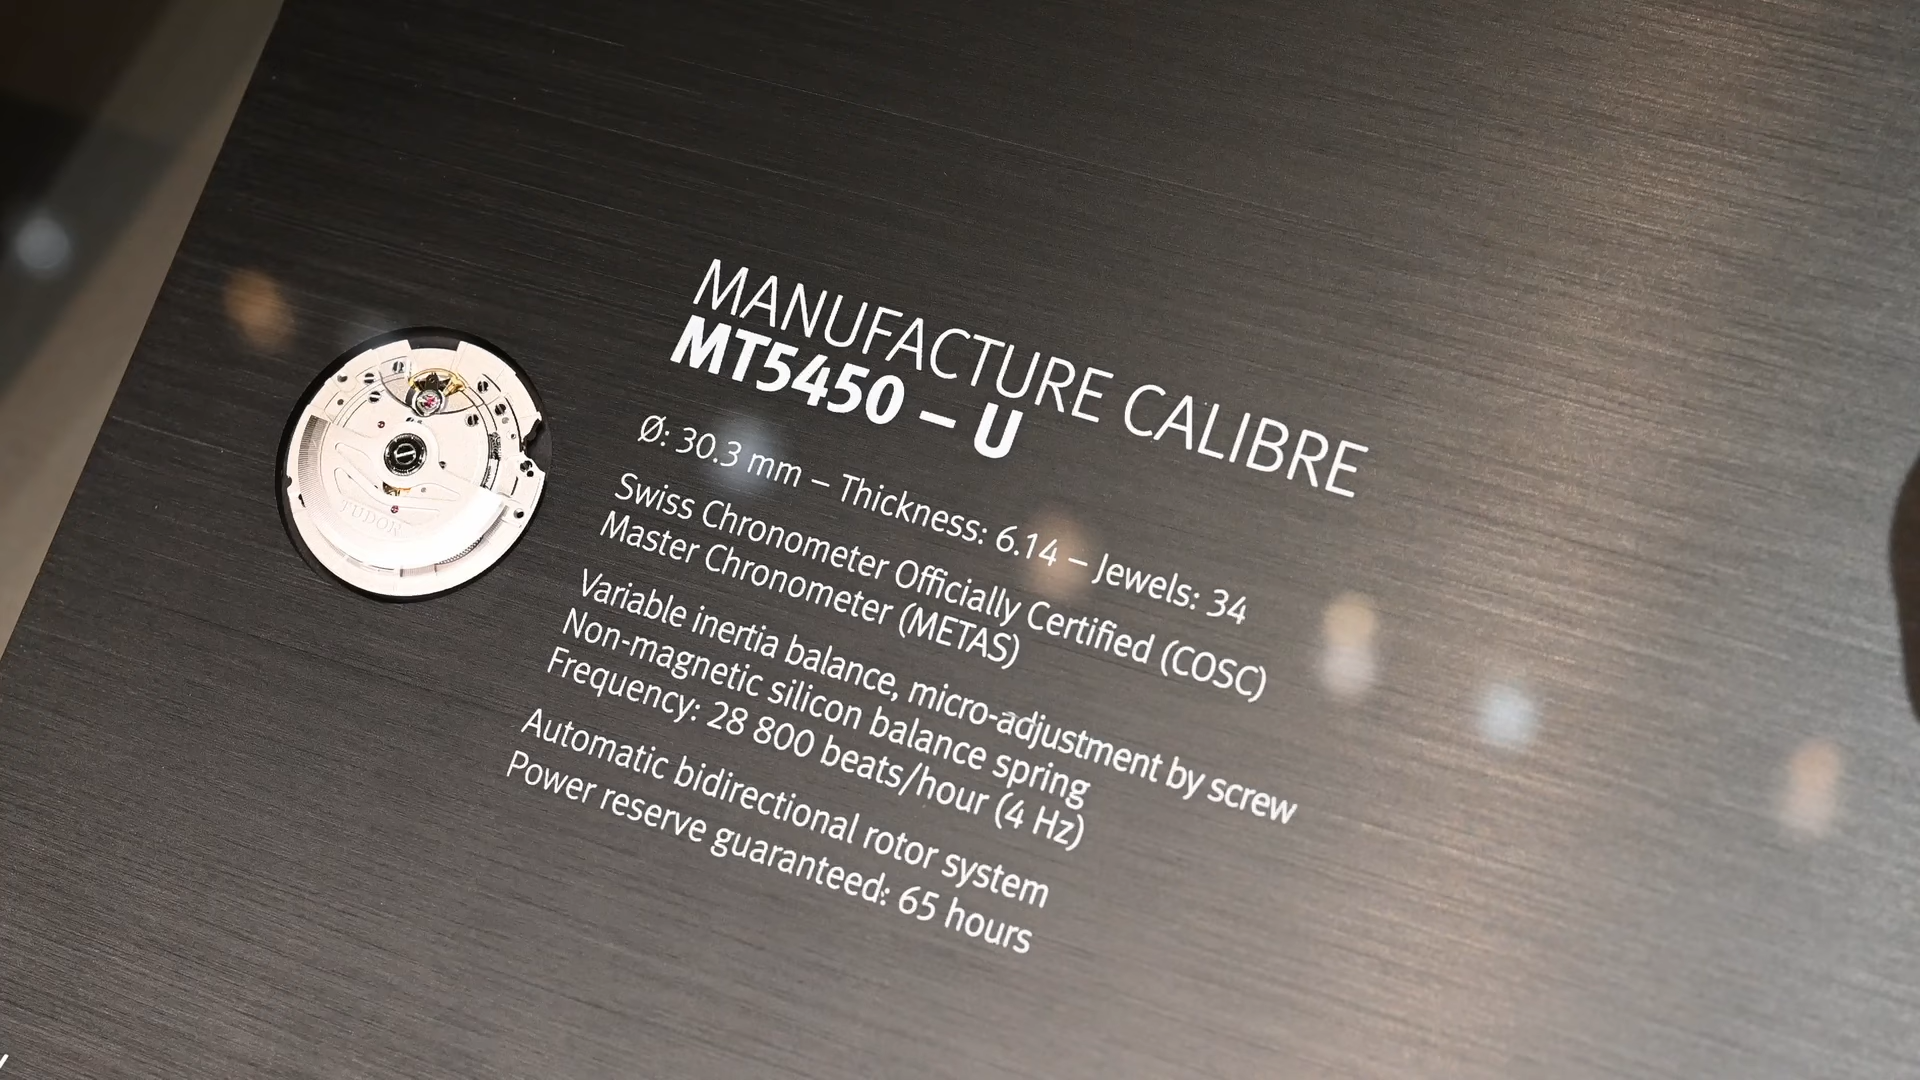 MANUFACTURE CALIBRE
MT5450 – U
Ø: 30.3 mm – Thickness: 6.14 – Jewels: 34
Swiss Chronometer Officially Certified (COSC)
Master Chronometer (METAS)
Variable inertia balance, micro-adjustment by screw
Non-magnetic silicon balance spring
Frequency: 28 800 beats/hour (4 Hz)
Automatic bidirectional rotor system
Power reserve guaranteed: 65 hours
TUDOR